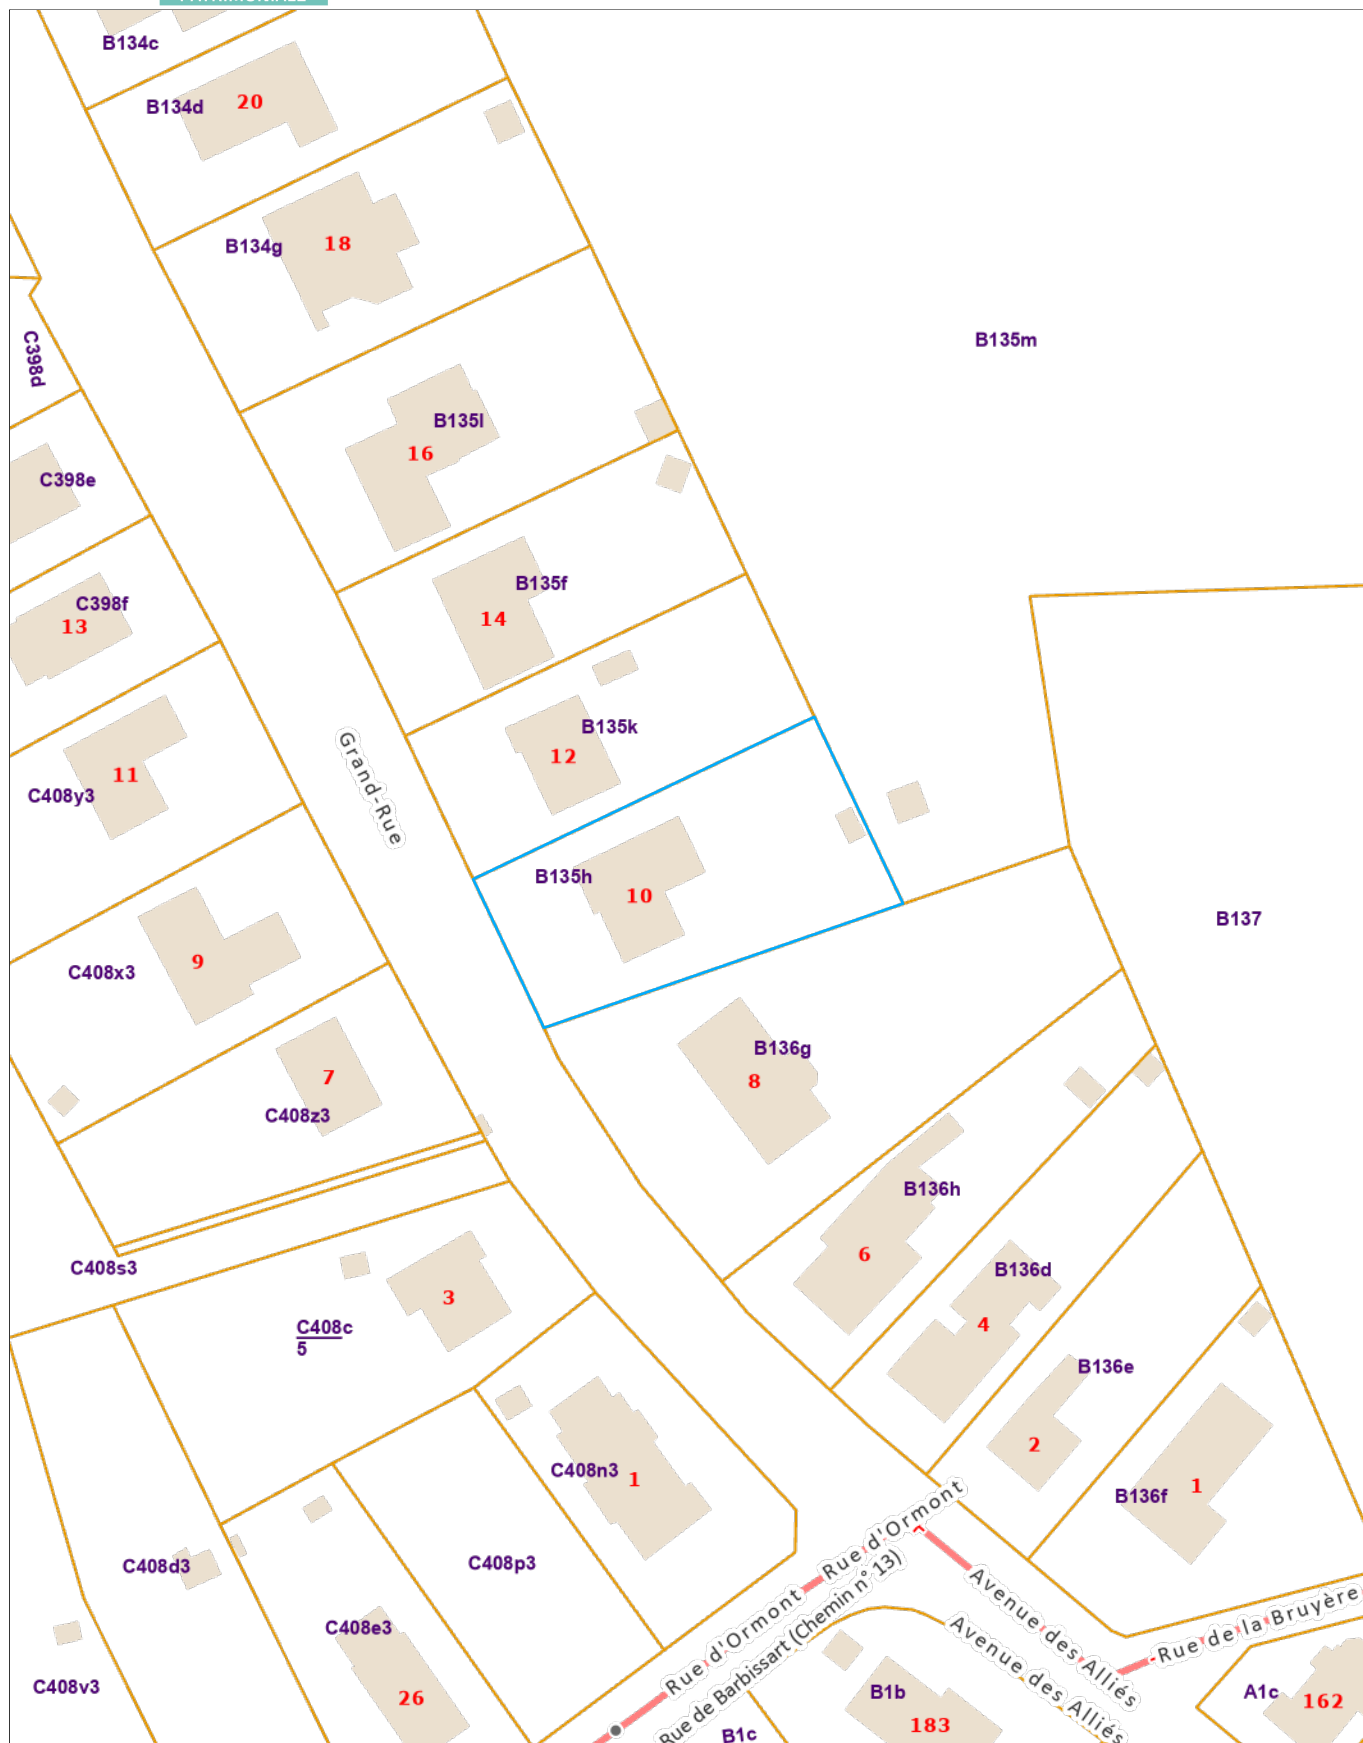 PATRIMONIALE
B134c
B134d
20
B134g
18
B135m
C398d
B135l
16
C398e
B135f
14
C398f
13
B135k
12
Grand-Rue
11
C408y3
B135h
10
B137
9
C408x3
B136g
8
7
C408z3
B136h
6
C408s3
B136d
4
3
C408c
5
B136e
2
C408n3
1
B136f
1
Rue d'Ormont
C408p3
C408d3
Rue d'Ormont
Rue de Barbissart (Chemin n° 13)
Avenue des Alliés
Rue de la Bruyère
C408e3
Avenue des Alliés
C408v3
26
B1b
183
A1c
162
B1c